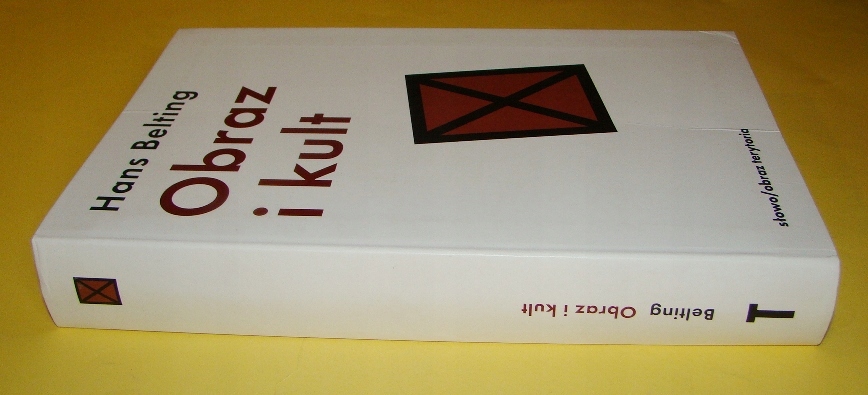 Hans Belting
Obraz
i kult
słowo/obraz terytoria
Belting Obraz i kult
T